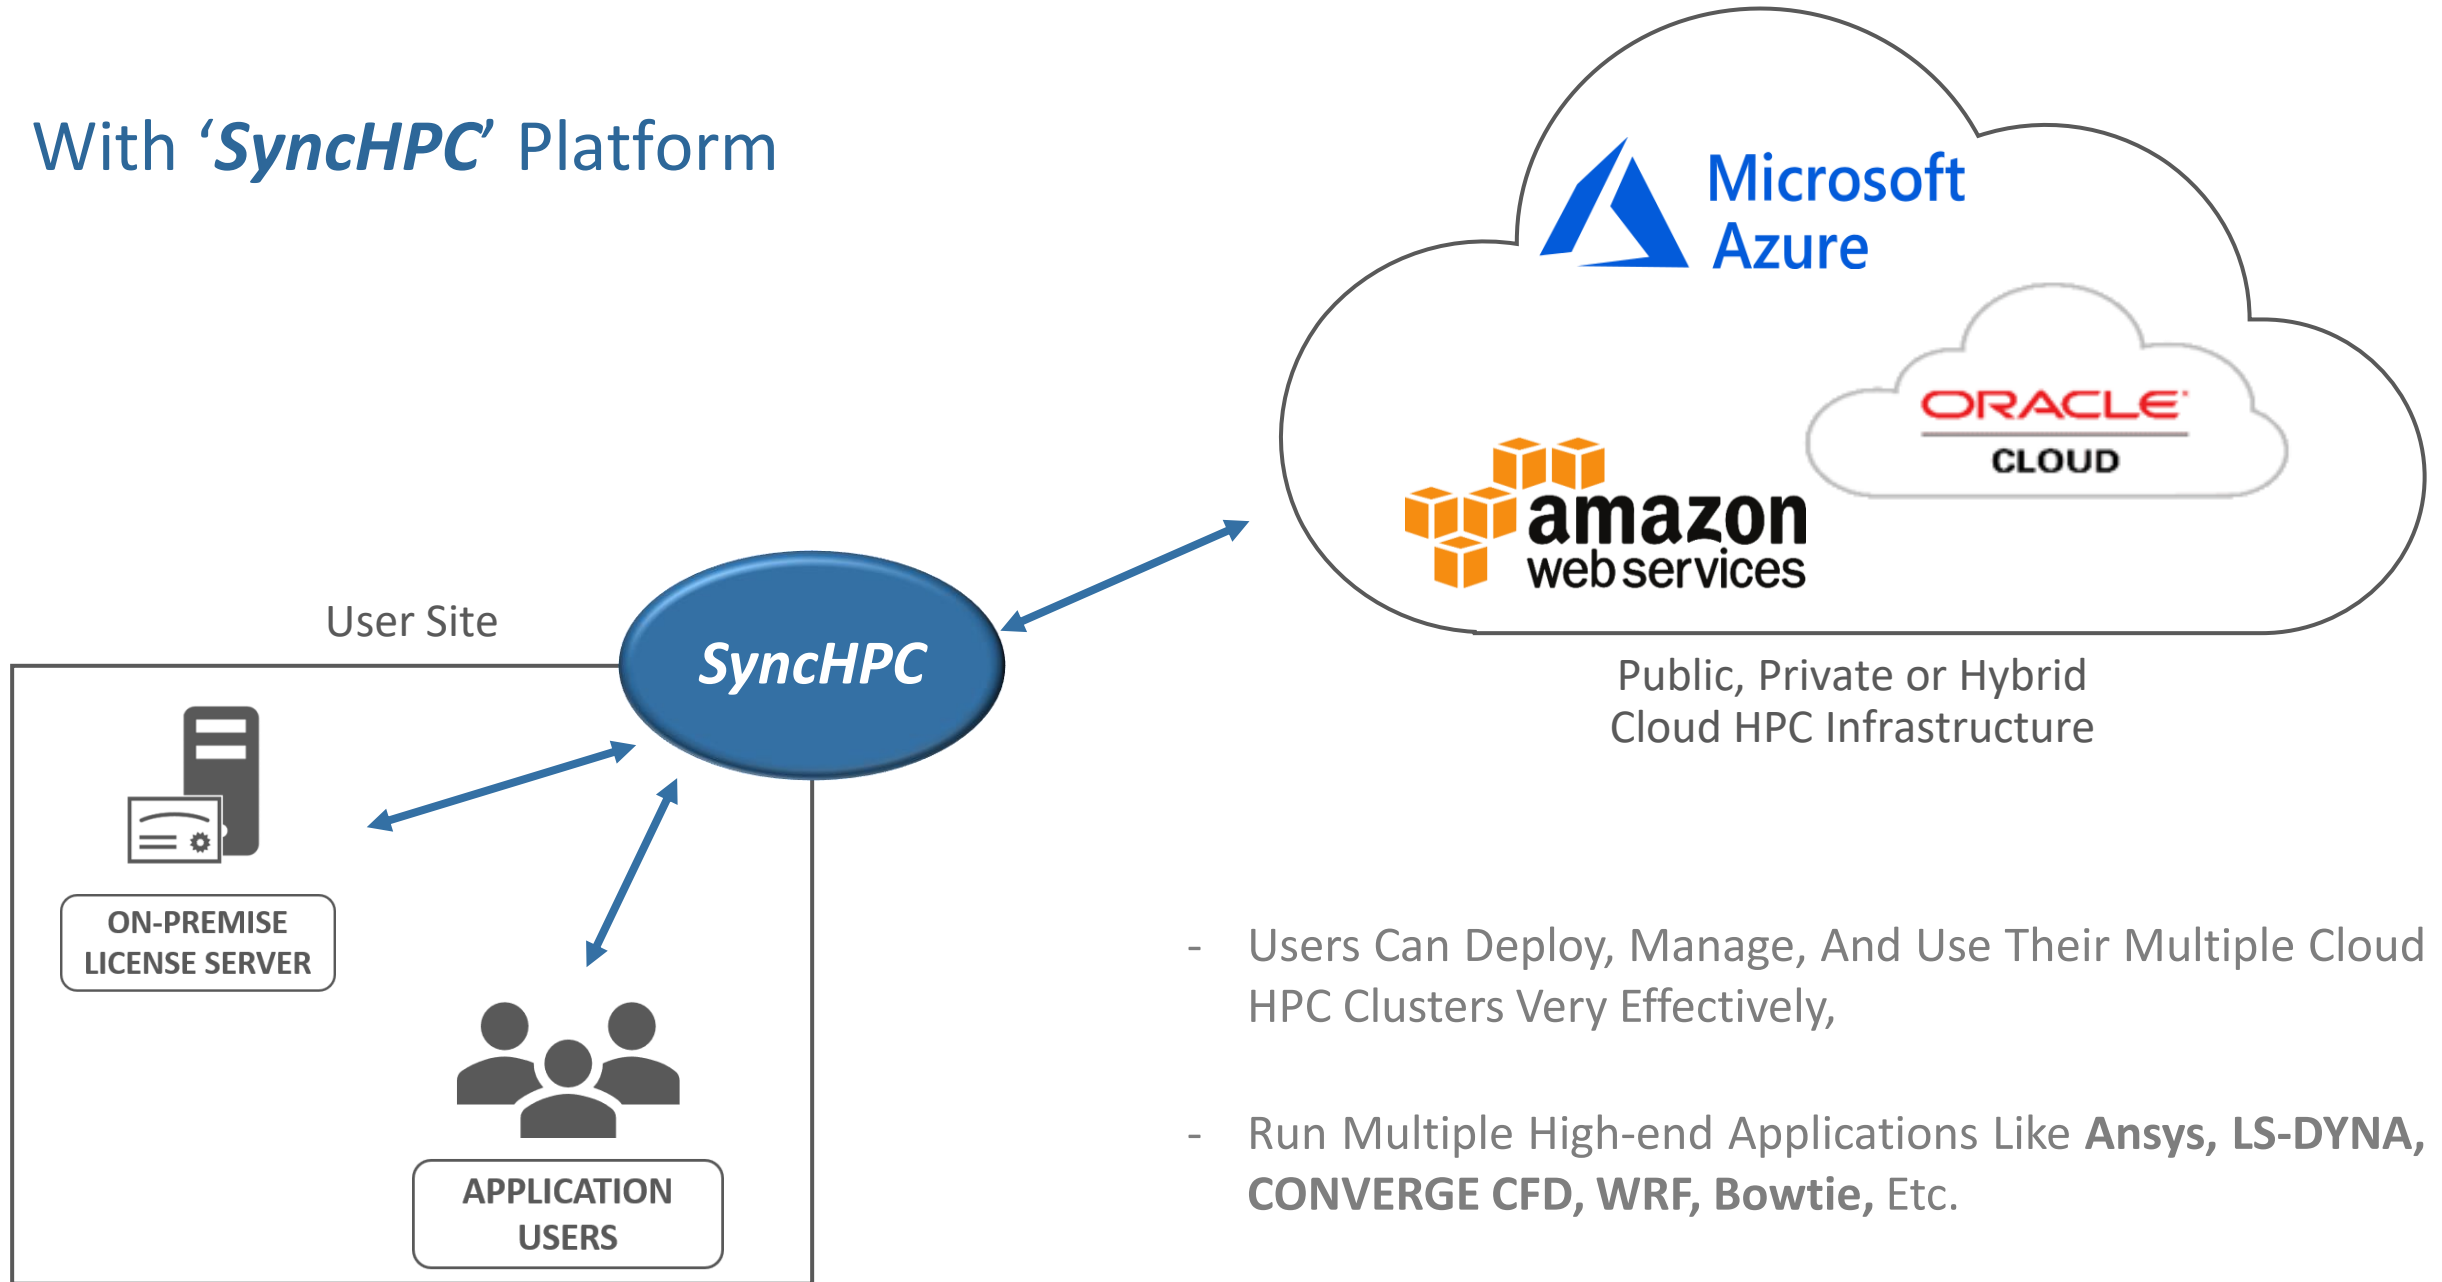 With ‘SyncHPC’ Platform
Microsoft
Azure
ORACLE
CLOUD
amazon
web services
Public, Private or Hybrid
Cloud HPC Infrastructure
User Site
SyncHPC
ON-PREMISE
LICENSE SERVER
APPLICATION
USERS
- Users Can Deploy, Manage, And Use Their Multiple Cloud
HPC Clusters Very Effectively,
- Run Multiple High-end Applications Like Ansys, LS-DYNA,
CONVERGE CFD, WRF, Bowtie, Etc.